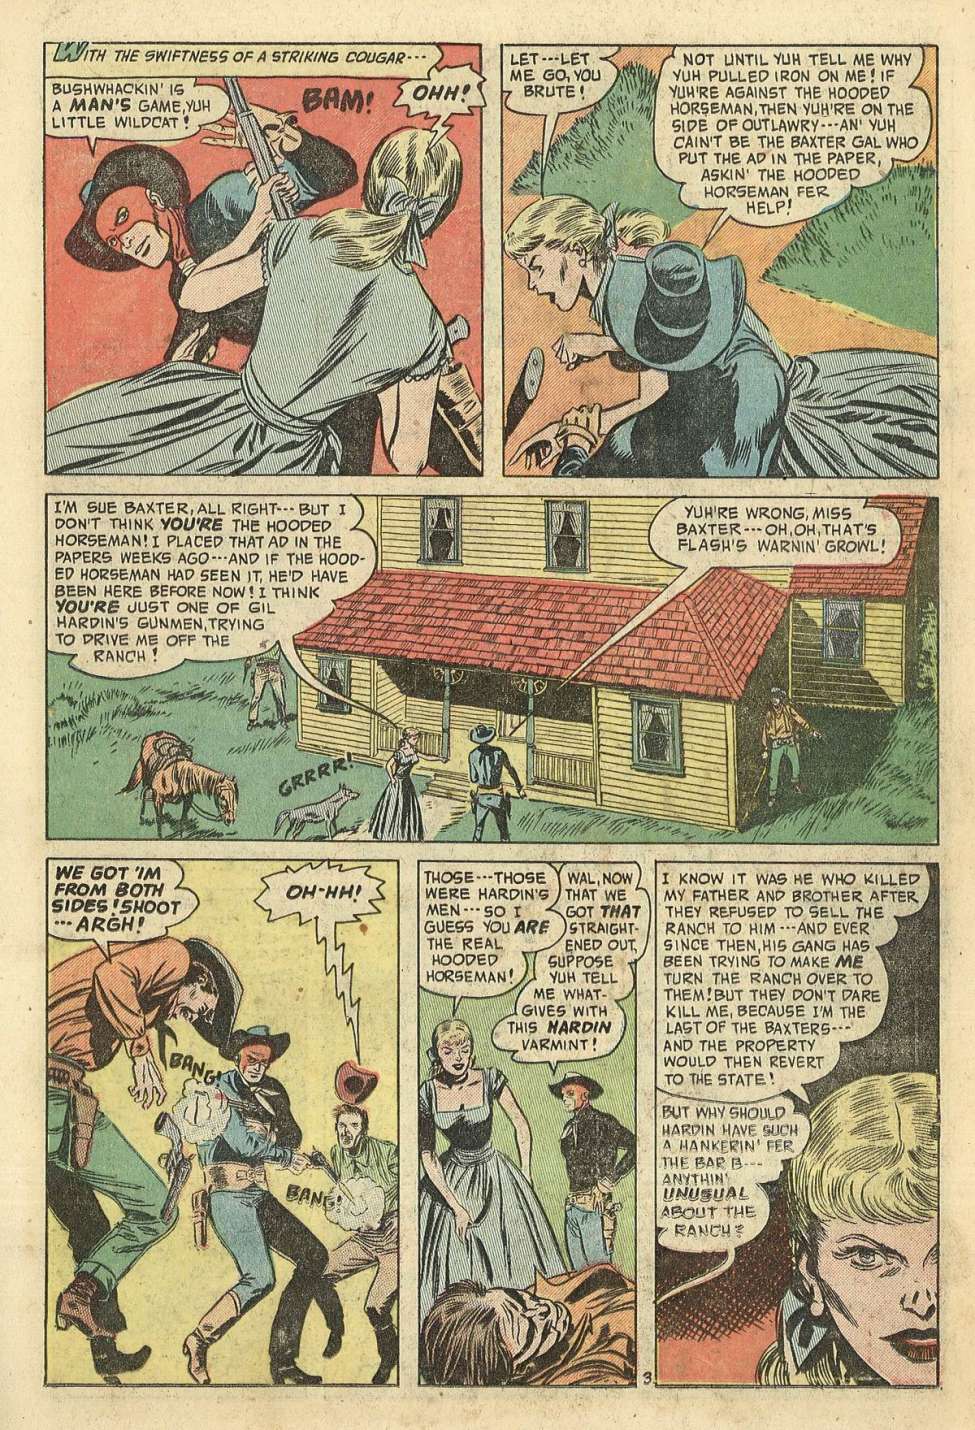 WITH THE SWIFTNESS OF A STRIKING COUGAR---
BUSHWHACKIN' IS
A MAN'S GAME, YUH
LITTLE WILDCAT!
BAM!
OHH!
LET---LET
ME GO, YOU
BRUTE!
NOT UNTIL YUH TELL ME WHY
YUH PULLED IRON ON ME! IF
YUH'RE AGAINST THE HOODED
HORSEMAN, THEN YUH'RE ON THE
SIDE OF OUTLAWRY---AN' YUH
CAIN'T BE THE BAXTER GAL WHO
PUT THE AD IN THE PAPER,
ASKIN' THE HOODED
HORSEMAN FER
HELP!
I'M SUE BAXTER, ALL RIGHT---BUT I
DON'T THINK YOU'RE THE HOODED
HORSEMAN! I PLACED THAT AD IN THE
PAPERS WEEKS AGO---AND IF THE HOOD-
ED HORSEMAN HAD SEEN IT, HE'D HAVE
BEEN HERE BEFORE NOW! I THINK
YOU'RE JUST ONE OF GIL
HARDIN'S GUNMEN, TRYING
TO DRIVE ME OFF THE
RANCH!
YUH'RE WRONG, MISS
BAXTER---OH, OH, THAT'S
FLASH'S WARNIN' GROWL!
GRRRR!
WE GOT 'IM
FROM BOTH
SIDES! SHOOT
---ARGH!
OH-HH!
BANG!
BANG!
THOSE---THOSE
WERE HARDIN'S
MEN---SO I
GUESS YOU ARE
THE REAL
HOODED
HORSEMAN!
WAL, NOW
THAT WE
GOT THAT
STRAIGHT-
ENED OUT,
SUPPOSE
YUH TELL
ME WHAT-
GIVES WITH
THIS HARDIN
VARMINT!
3
I KNOW IT WAS HE WHO KILLED
MY FATHER AND BROTHER AFTER
THEY REFUSED TO SELL THE
RANCH TO HIM---AND EVER
SINCE THEN, HIS GANG HAS
BEEN TRYING TO MAKE ME
TURN THE RANCH OVER TO
THEM! BUT THEY DON'T DARE
KILL ME, BECAUSE I'M THE
LAST OF THE BAXTERS---
AND THE PROPERTY
WOULD THEN REVERT
TO THE STATE!
BUT WHY SHOULD
HARDIN HAVE SUCH
A HANKERIN' FER
THE BAR B---
ANYTHIN'
UNUSUAL
ABOUT THE
RANCH?